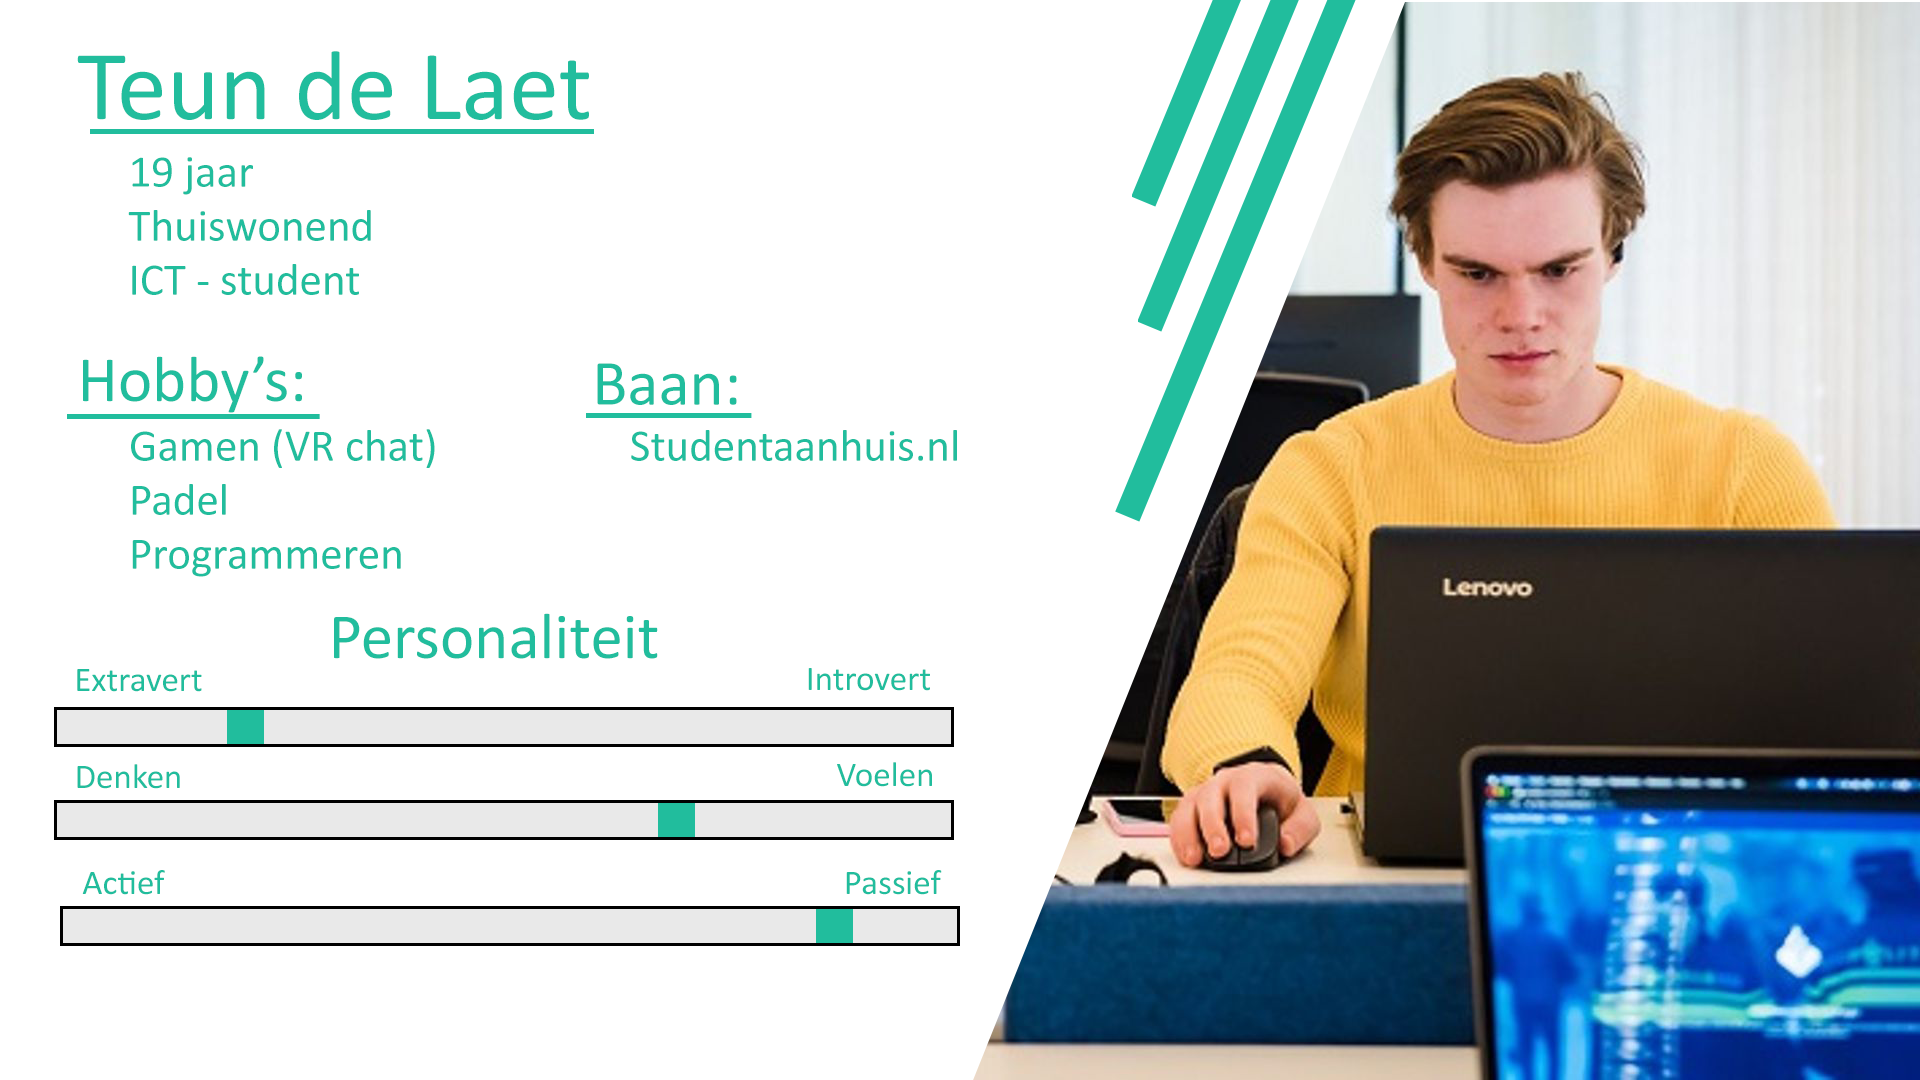 Teun de Laet
19 jaar
Thuiswonend
ICT - student
Hobby’s:
Gamen (VR chat)
Padel
Programmeren
Baan:
Studentaanhuis.nl
Personaliteit
Extravert Introvert
Denken Voelen
Actief Passief
Lenovo